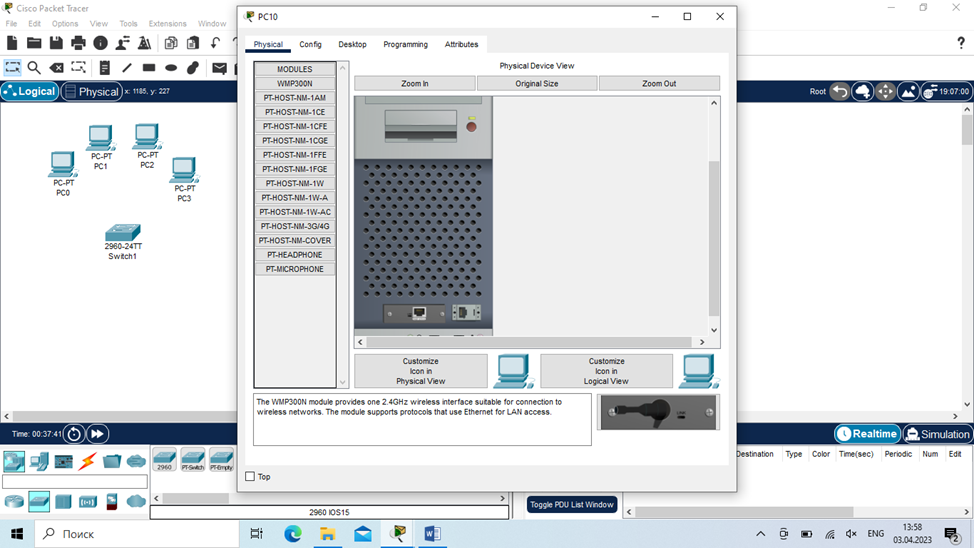 Cisco Packet Tracer
File Edit Options View Tools Extensions Window
Logical
Physical
x: 1185, y: 227
Root
19:07:00
PC-PT
PC0
PC-PT
PC1
PC-PT
PC2
PC-PT
PC3
2960-24TT
Switch1
PC10
Physical Config Desktop Programming Attributes
MODULES
WMP300N
PT-HOST-NM-1AM
PT-HOST-NM-1CE
PT-HOST-NM-1CFE
PT-HOST-NM-1CGE
PT-HOST-NM-1FFE
PT-HOST-NM-1FGE
PT-HOST-NM-1W
PT-HOST-NM-1W-A
PT-HOST-NM-1W-AC
PT-HOST-NM-3G/4G
PT-HOST-NM-COVER
PT-HEADPHONE
PT-MICROPHONE
Physical Device View
Zoom In
Original Size
Zoom Out
Customize
Icon in
Physical View
Customize
Icon in
Logical View
The WMP300N module provides one 2.4GHz wireless interface suitable for connection to
wireless networks. The module supports protocols that use Ethernet for LAN access.
Top
Time: 00:37:41
Realtime
Simulation
2960
PT-Switch
PT-Empty
2960 IOS15
Toggle PDU List Window
Destination Type Color Time(sec) Periodic Num Edit
Поиск
ENG
13:58
03.04.2023
2